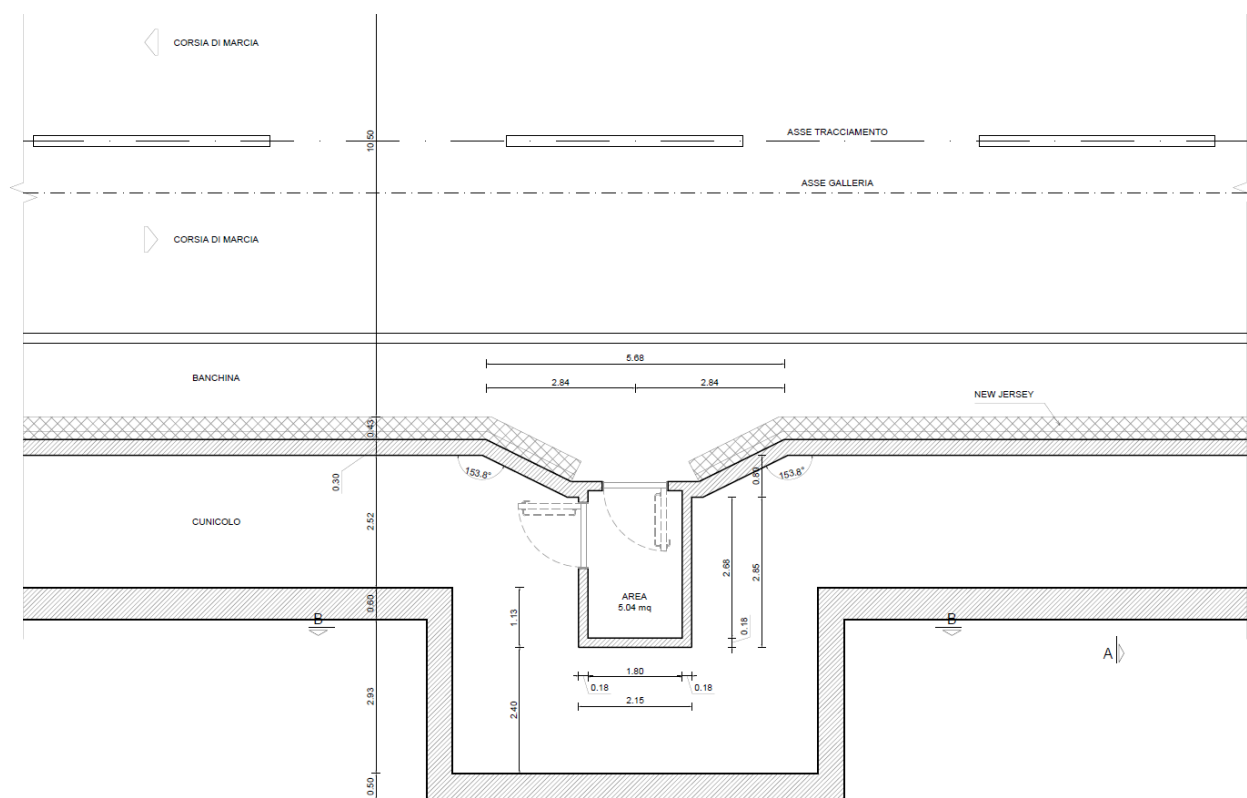 CORSIA DI MARCIA
10.50
ASSE TRACCIAMENTO
ASSE GALLERIA
CORSIA DI MARCIA
5.68
BANCHINA
2.84
2.84
NEW JERSEY
0.43
153.8°
0.80
153.8°
0.30
CUNICOLO
2.52
2.68
2.85
AREA
5.04 mq
0.60
1.13
0.18
B
B
A
1.80
0.18
0.18
2.93
2.40
2.15
0.50